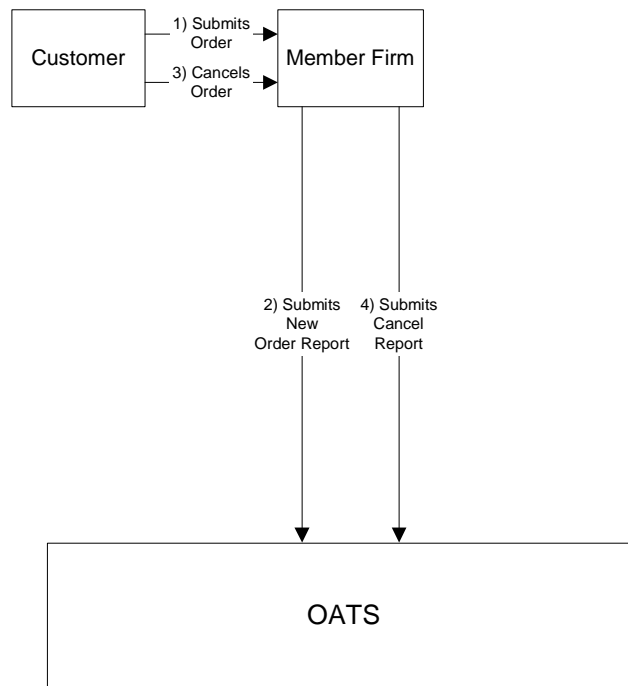 Customer
1) Submits
Order
3) Cancels
Order
Member Firm
2) Submits
New
Order Report
4) Submits
Cancel
Report
OATS